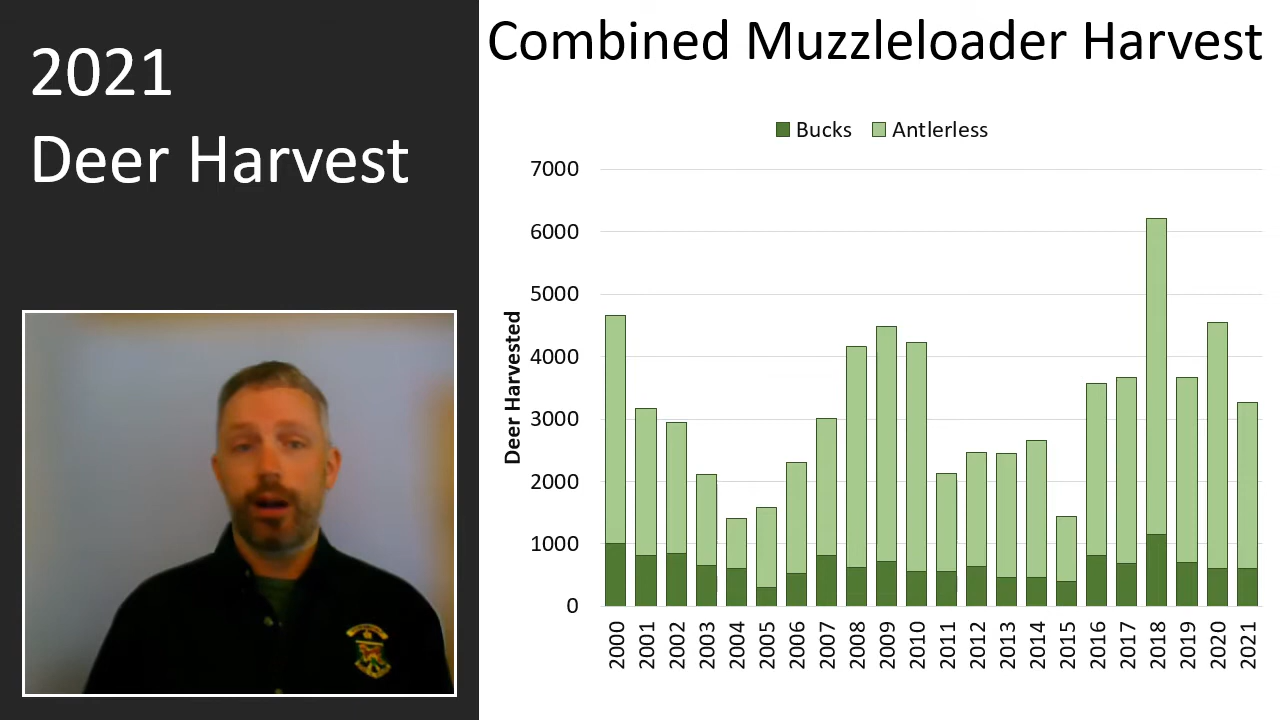 2021
Deer Harvest
Combined Muzzleloader Harvest
Bucks Antlerless
7000
6000
5000
4000
3000
2000
1000
0
Deer Harvested
2000 2001 2002 2003 2004 2005 2006 2007 2008 2009 2010 2011 2012 2013 2014 2015 2016 2017 2018 2019 2020 2021